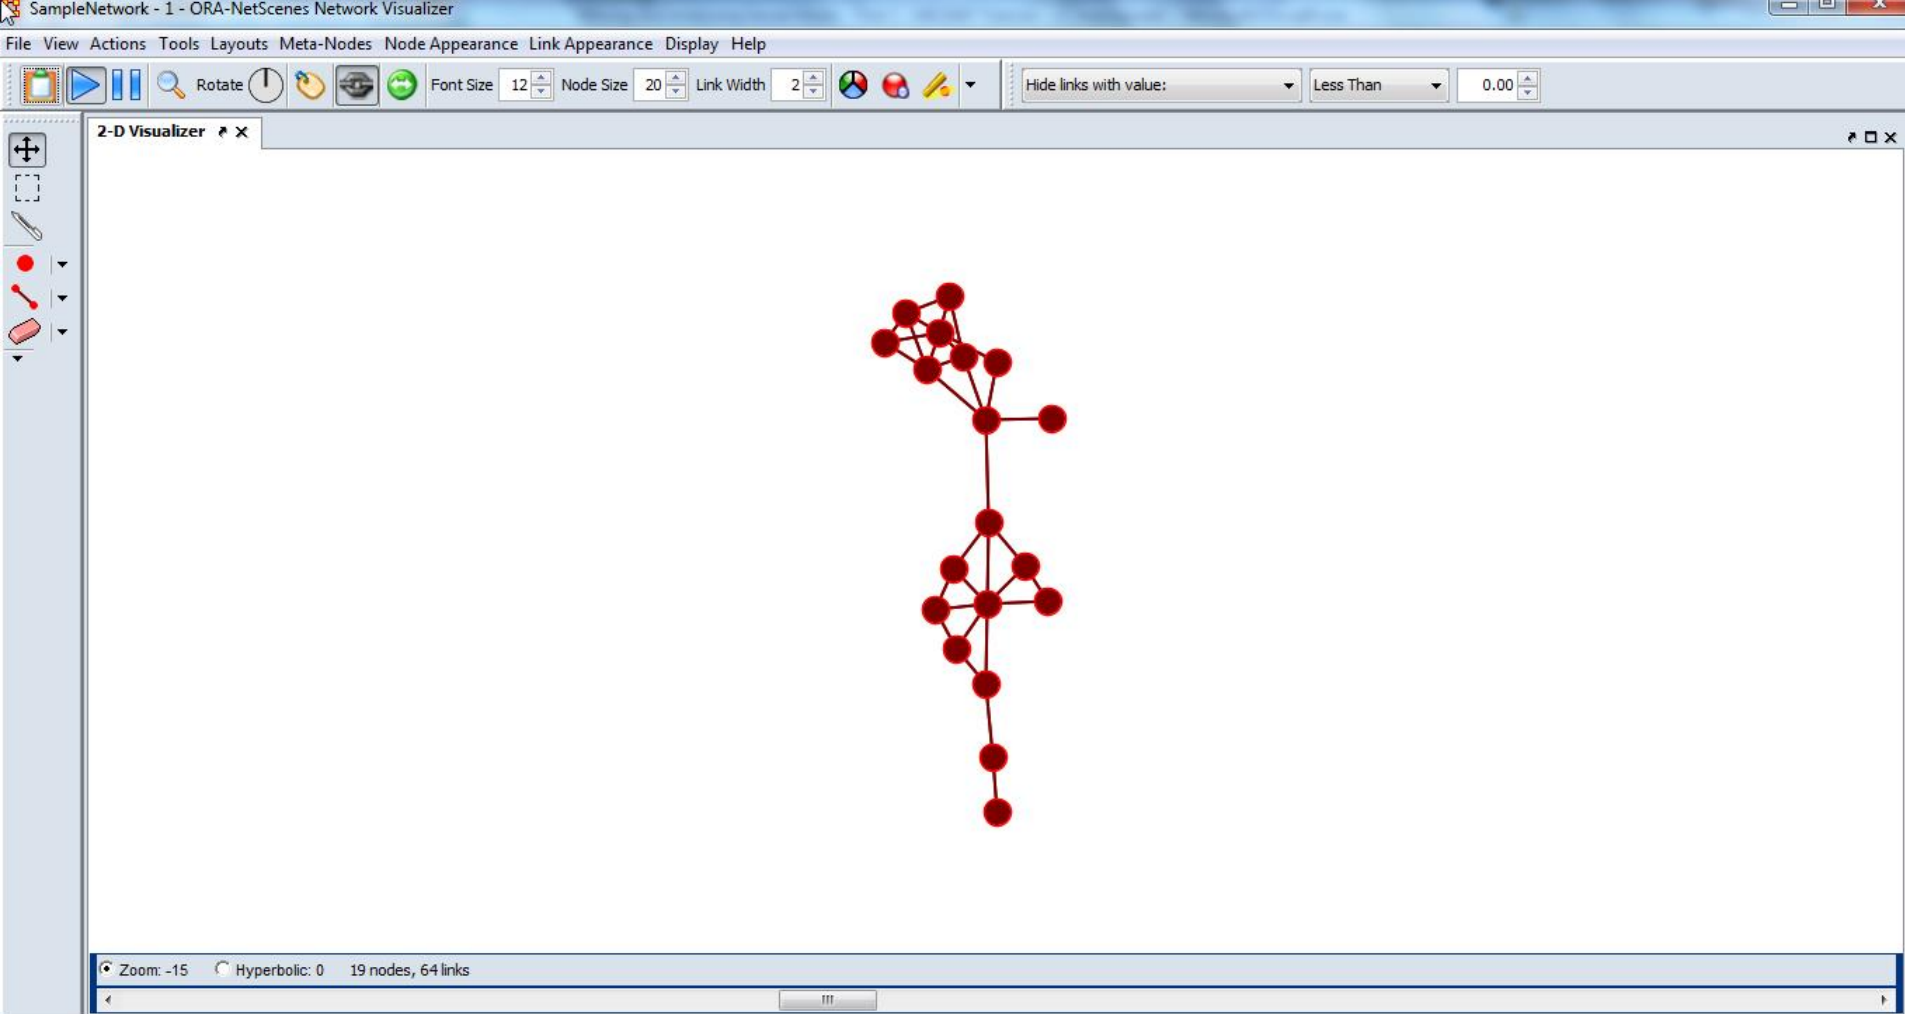 SampleNetwork - 1 - ORA-NetScenes Network Visualizer
File View Actions Tools Layouts Meta-Nodes Node Appearance Link Appearance Display Help
Rotate Font Size 12 Node Size 20 Link Width 2 Hide links with value: Less Than 0.00
2-D Visualizer
Zoom: -15 Hyperbolic: 0 19 nodes, 64 links